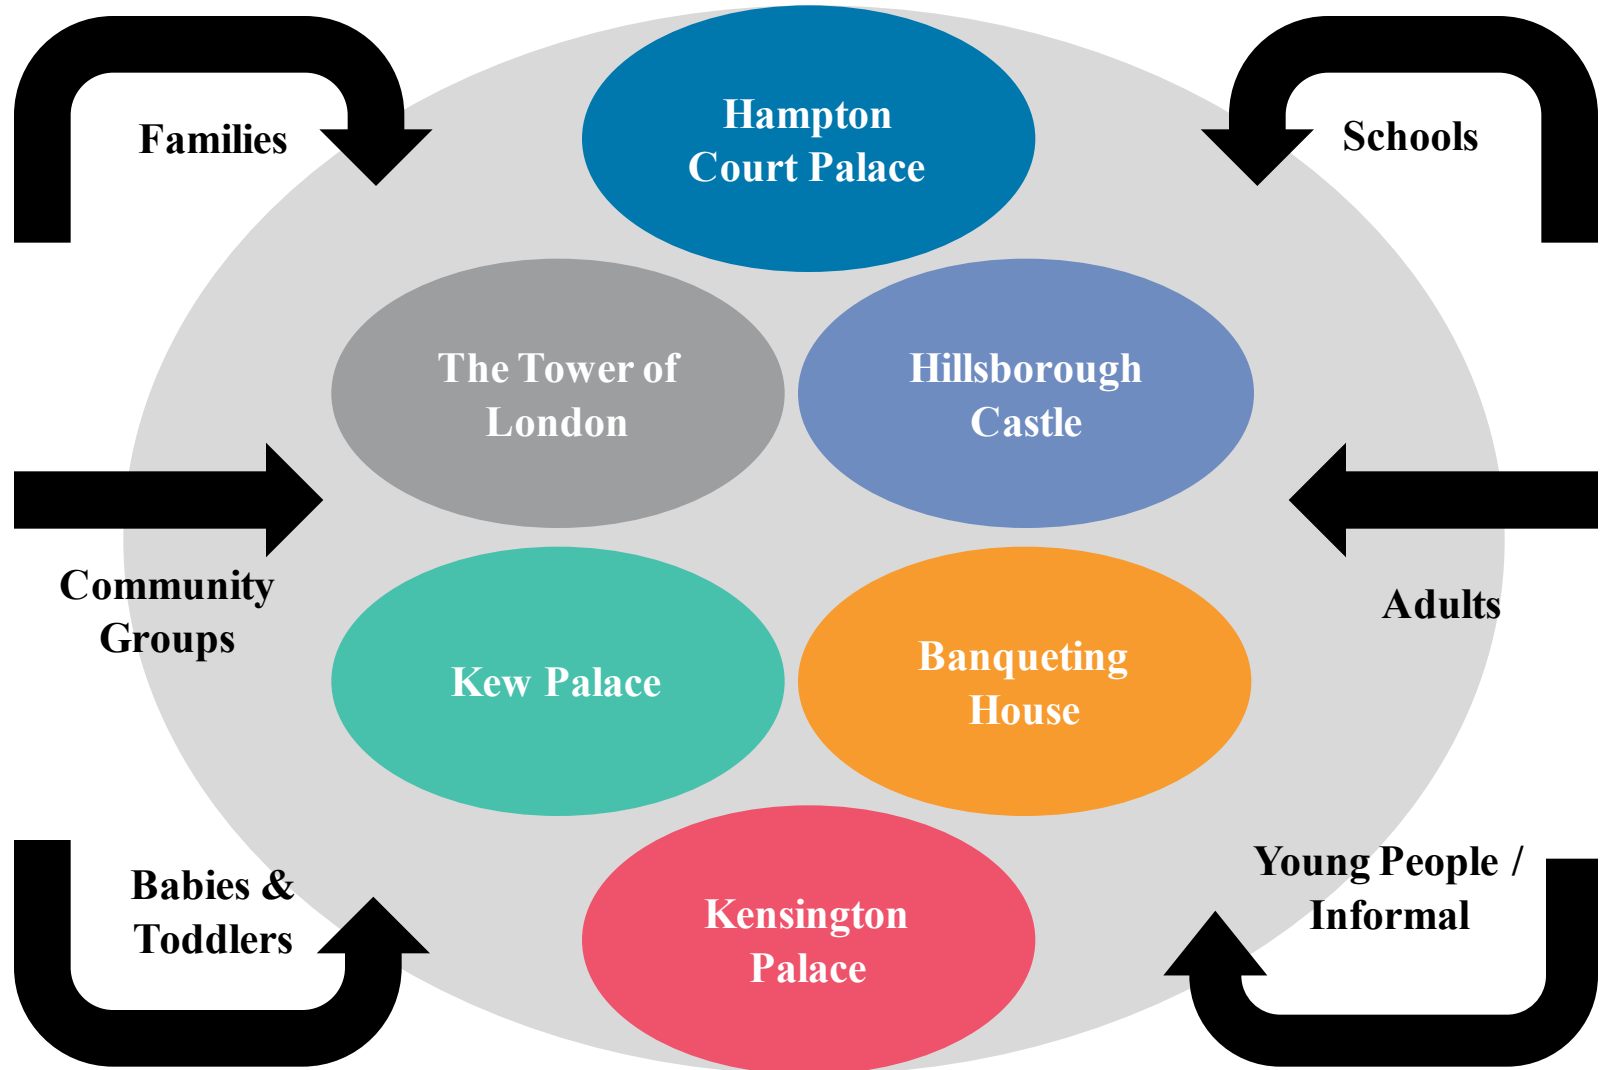 Families
Hampton
Court Palace
Schools
The Tower of
London
Hillsborough
Castle
Community
Groups
Adults
Kew Palace
Banqueting
House
Babies &
Toddlers
Kensington
Palace
Young People /
Informal